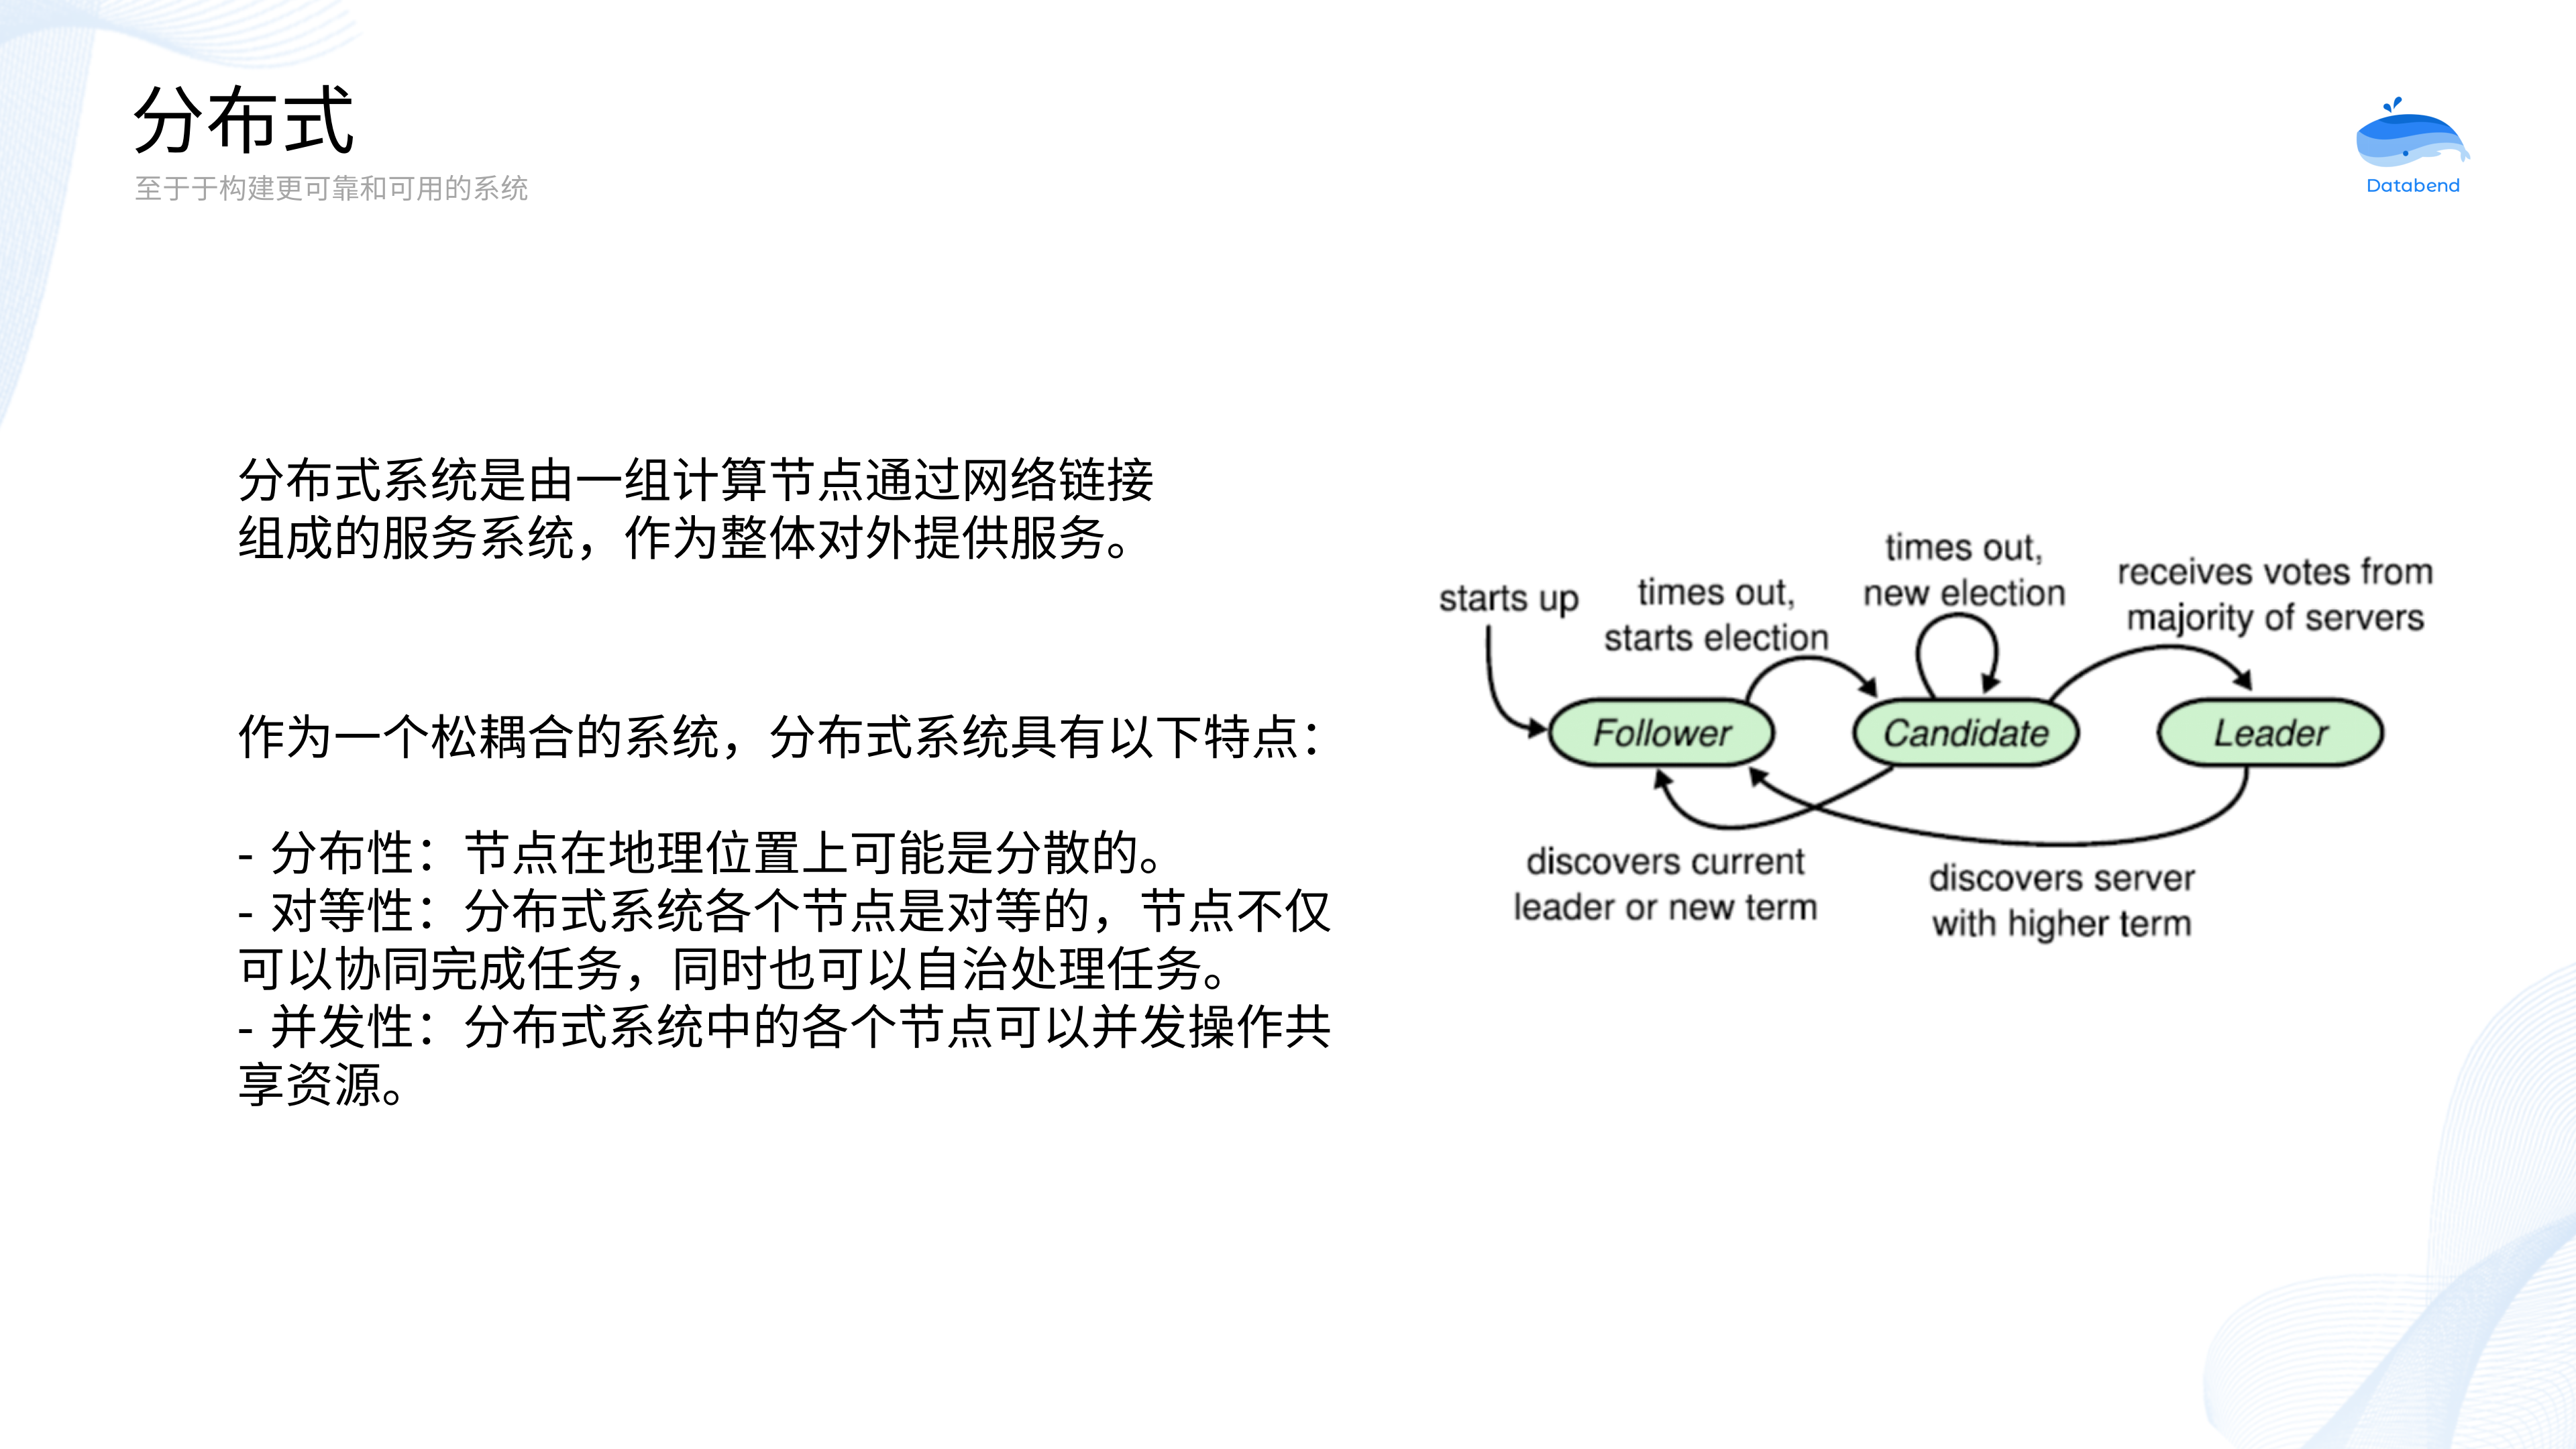 分布式
至于于构建更可靠和可用的系统
Databend
分布式系统是由一组计算节点通过网络链接
组成的服务系统，作为整体对外提供服务。
作为一个松耦合的系统，分布式系统具有以下特点：
- 分布性：节点在地理位置上可能是分散的。
- 对等性：分布式系统各个节点是对等的，节点不仅
可以协同完成任务，同时也可以自治处理任务。
- 并发性：分布式系统中的各个节点可以并发操作共
享资源。
starts up
times out,
starts election
times out,
new election
receives votes from
majority of servers
Follower
Candidate
Leader
discovers current
leader or new term
discovers server
with higher term